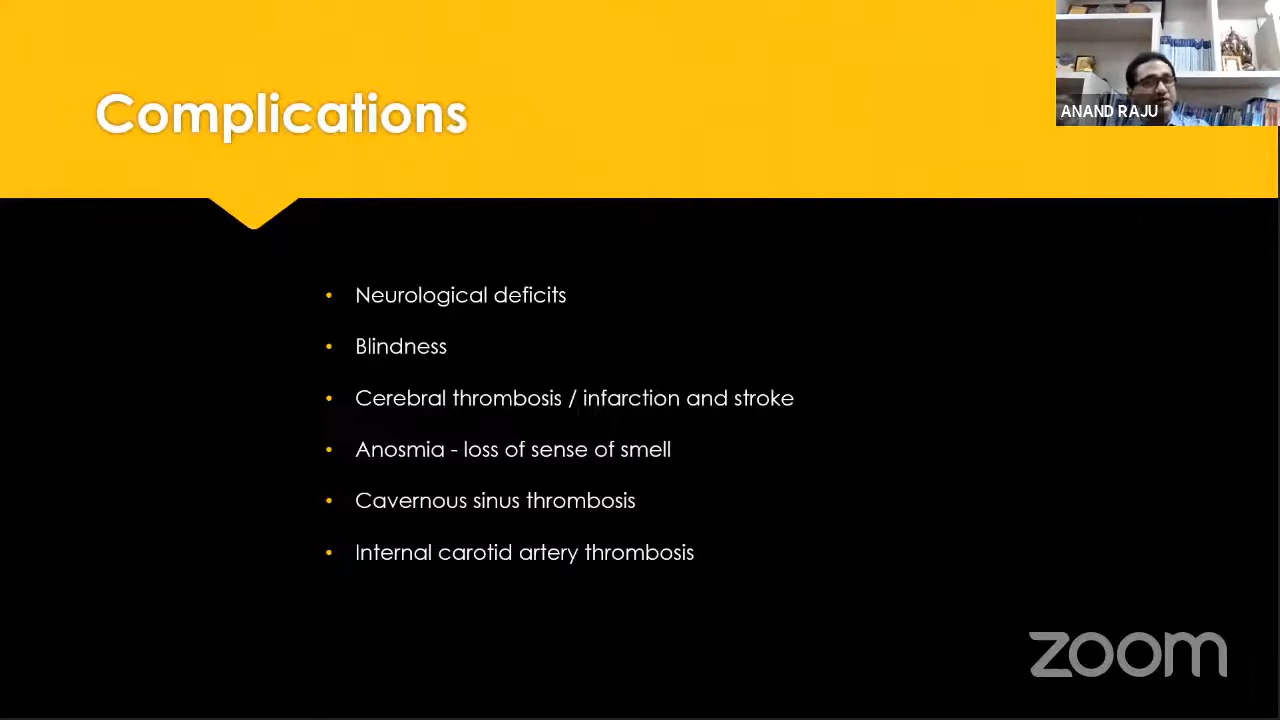 Complications
ANAND RAJU
• Neurological deficits
• Blindness
• Cerebral thrombosis / infarction and stroke
• Anosmia - loss of sense of smell
• Cavernous sinus thrombosis
• Internal carotid artery thrombosis
zoom